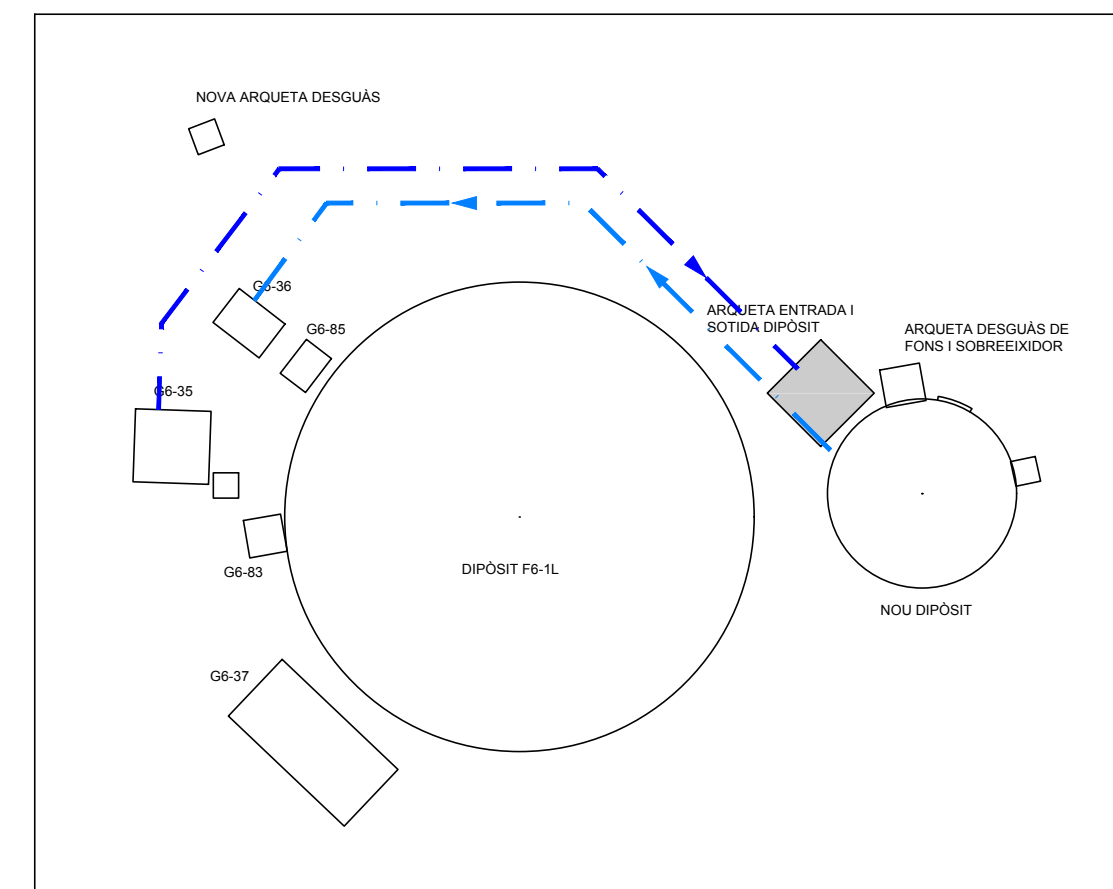 NOVA ARQUETA DESGUÀS
G6-36
G6-85
ARQUETA ENTRADA I
SOTIDA DIPÒSIT
ARQUETA DESGUÀS DE
FONS I SOBREEIXIDOR
G6-35
G6-83
DIPÒSIT F6-1L
NOU DIPÒSIT
G6-37